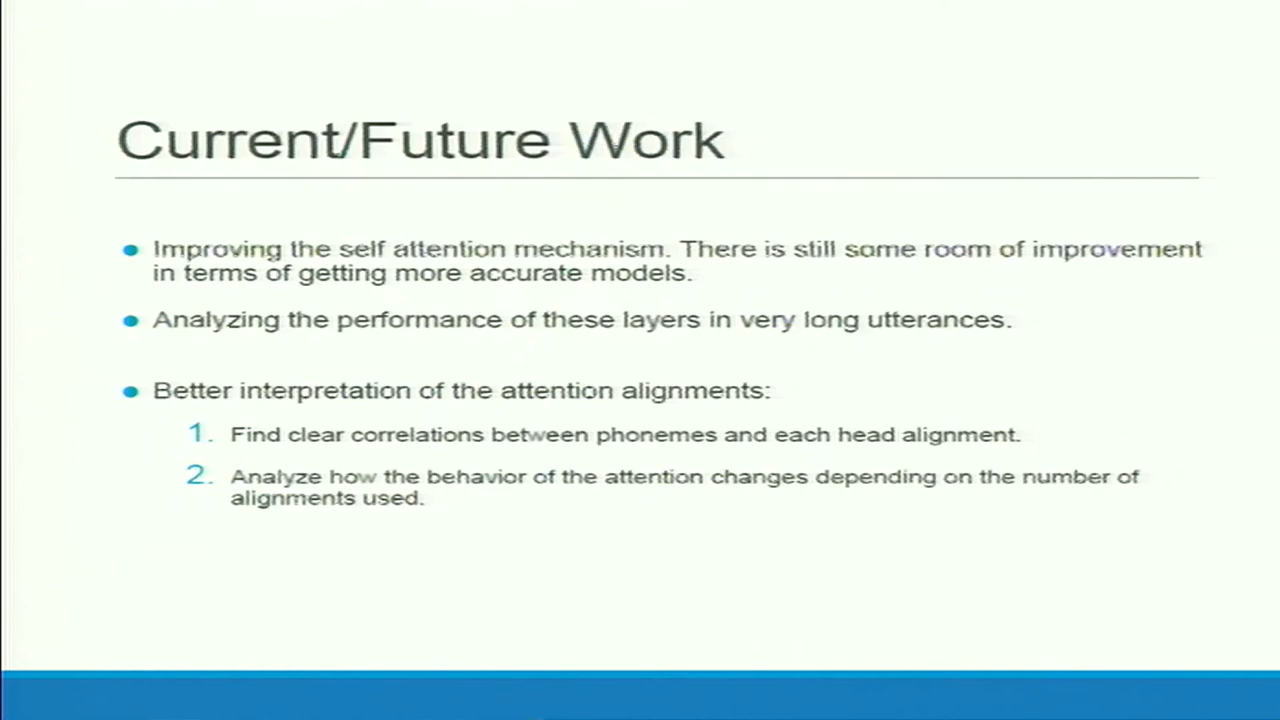 Current/Future Work
Improving the self attention mechanism. There is still some room of improvement
in terms of getting more accurate models.
Analyzing the performance of these layers in very long utterances.
Better interpretation of the attention alignments:
1. Find clear correlations between phonemes and each head alignment.
2. Analyze how the behavior of the attention changes depending on the number of
alignments used.